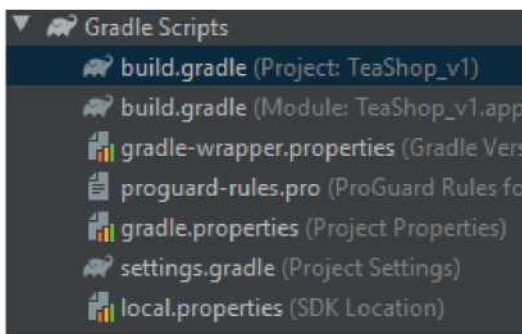 Gradle Scripts
build.gradle (Project: TeaShop_v1)
build.gradle (Module: TeaShop_v1.app
gradle-wrapper.properties (Gradle Vers
proguard-rules.pro (ProGuard Rules fo
gradle.properties (Project Properties)
settings.gradle (Project Settings)
local.properties (SDK Location)